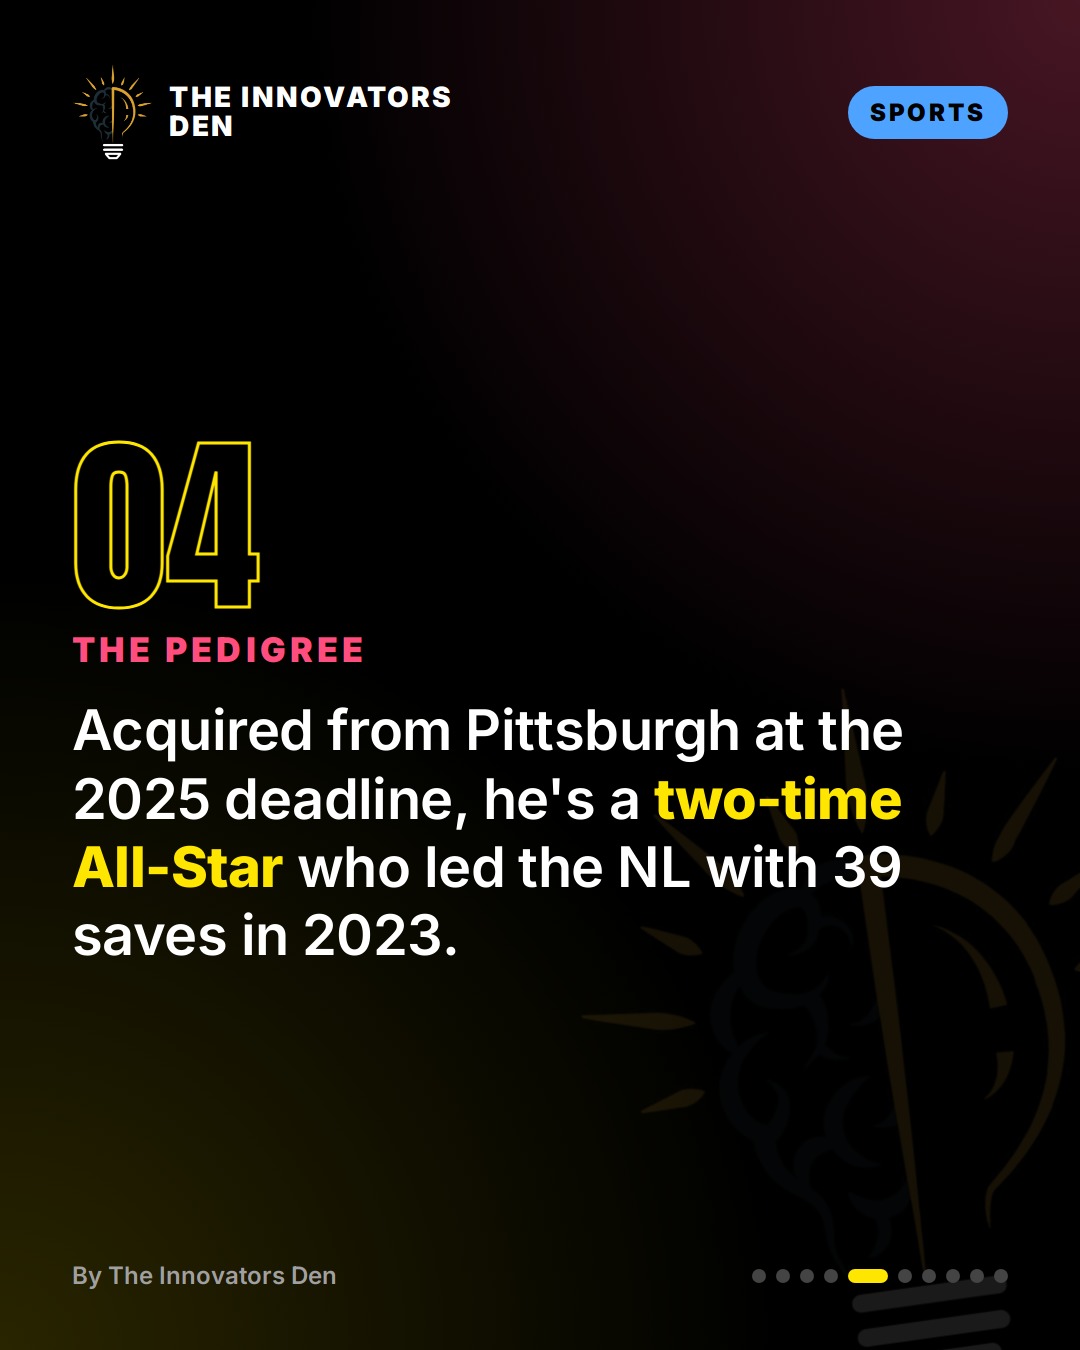 THE INNOVATORS
DEN
SPORTS
04
THE PEDIGREE
Acquired from Pittsburgh at the
2025 deadline, he's a two-time
All-Star who led the NL with 39
saves in 2023.
By The Innovators Den